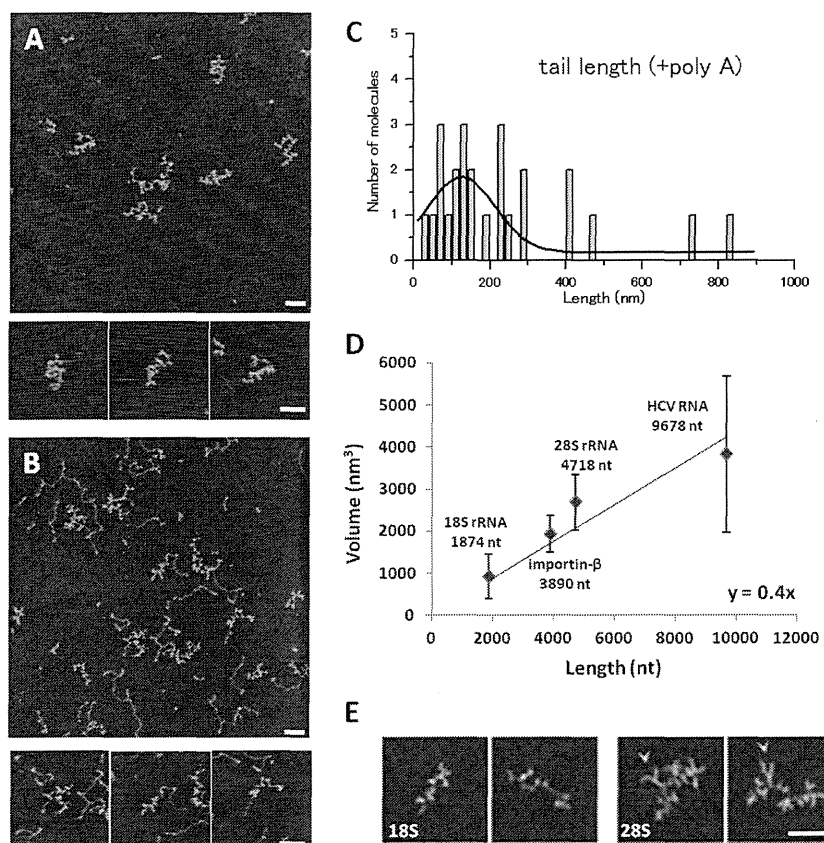 A
B
C
tail length (+poly A)
Number of molecules
5
4
3
2
1
0
0 200 400 600 800 1000
Length (nm)
D
Volume (nm³)
6000
5000
4000
3000
2000
1000
0
HCV RNA
9678 nt
28S rRNA
4718 nt
18S rRNA
1874 nt
importin-β
3890 nt
y = 0.4x
0 2000 4000 6000 8000 10000 12000
Length (nt)
E
18S
28S